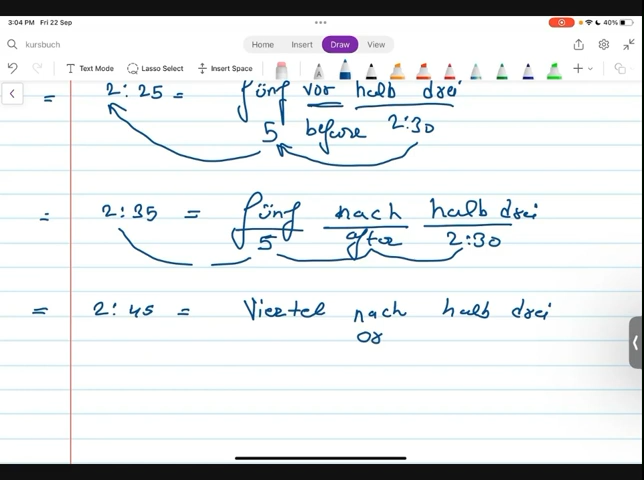 3:04 PM Fri 22 Sep 40%
kursbuch Home Insert Draw View
Text Mode Lasso Select Insert Space
= 2:25 = fünf vor halb drei
5 before 2:30
= 2:35 = fünf nach halb drei
5 after 2:30
= 2:45 = Viertel nach halb drei
or